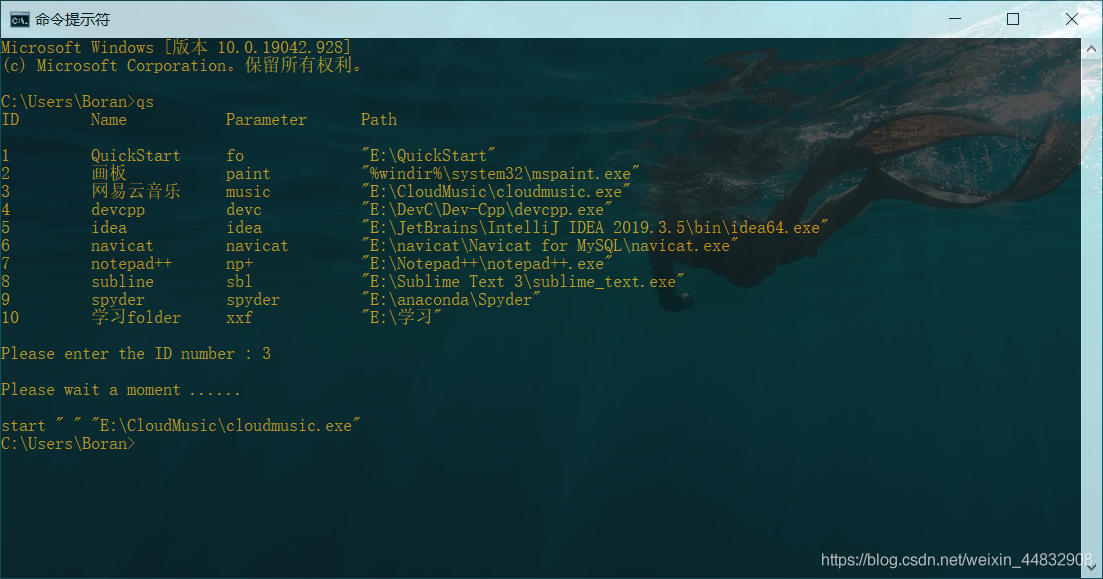 命令提示符
Microsoft Windows [版本 10.0.19042.928]
(c) Microsoft Corporation。保留所有权利。
C:\Users\Boran>qs
ID Name Parameter Path
1 QuickStart fo "E:\QuickStart"
2 画板 paint "%windir%\system32\mspaint.exe"
3 网易云音乐 music "E:\CloudMusic\cloudmusic.exe"
4 devcpp devc "E:\DevC\Dev-Cpp\devcpp.exe"
5 idea idea "E:\JetBrains\IntelliJ IDEA 2019.3.5\bin\idea64.exe"
6 navicat navicat "E:\navicat\Navicat for MySQL\navicat.exe"
7 notepad++ np+ "E:\Notepad++\notepad++.exe"
8 subline sbl "E:\Sublime Text 3\sublime_text.exe"
9 spyder spyder "E:\anaconda\Spyder"
10 学习folder xxf "E:\学习"
Please enter the ID number : 3
Please wait a moment ......
start " " "E:\CloudMusic\cloudmusic.exe"
C:\Users\Boran>
https://blog.csdn.net/weixin_44832908